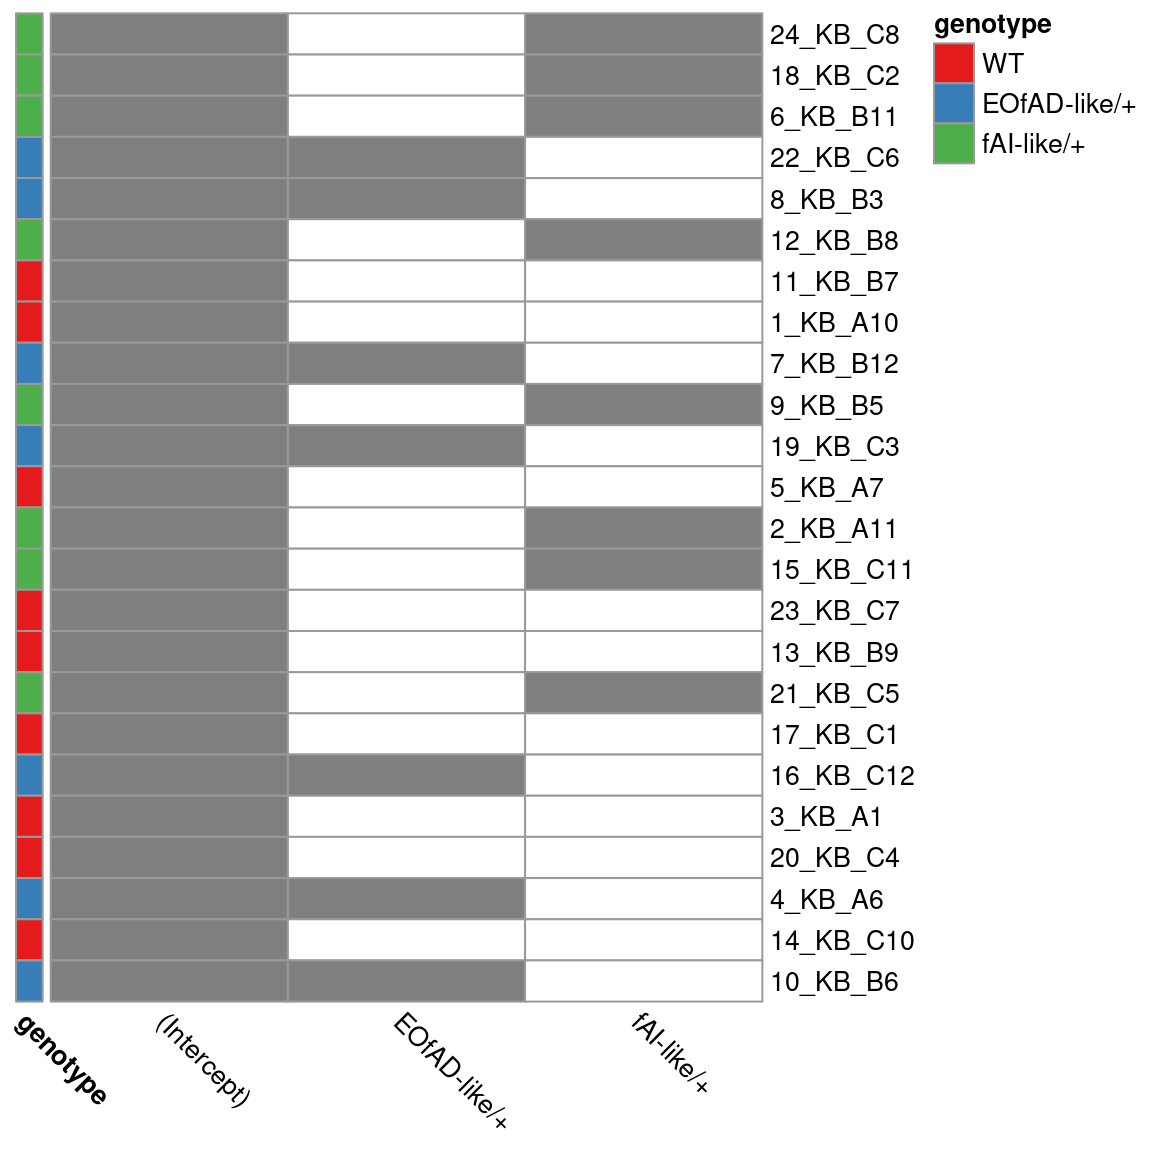 genotype
WT
EOfAD-like/+
fAI-like/+
24_KB_C8
18_KB_C2
6_KB_B11
22_KB_C6
8_KB_B3
12_KB_B8
11_KB_B7
1_KB_A10
7_KB_B12
9_KB_B5
19_KB_C3
5_KB_A7
2_KB_A11
15_KB_C11
23_KB_C7
13_KB_B9
21_KB_C5
17_KB_C1
16_KB_C12
3_KB_A1
20_KB_C4
4_KB_A6
14_KB_C10
10_KB_B6
genotype
(Intercept)
EOfAD-like/+
fAI-like/+